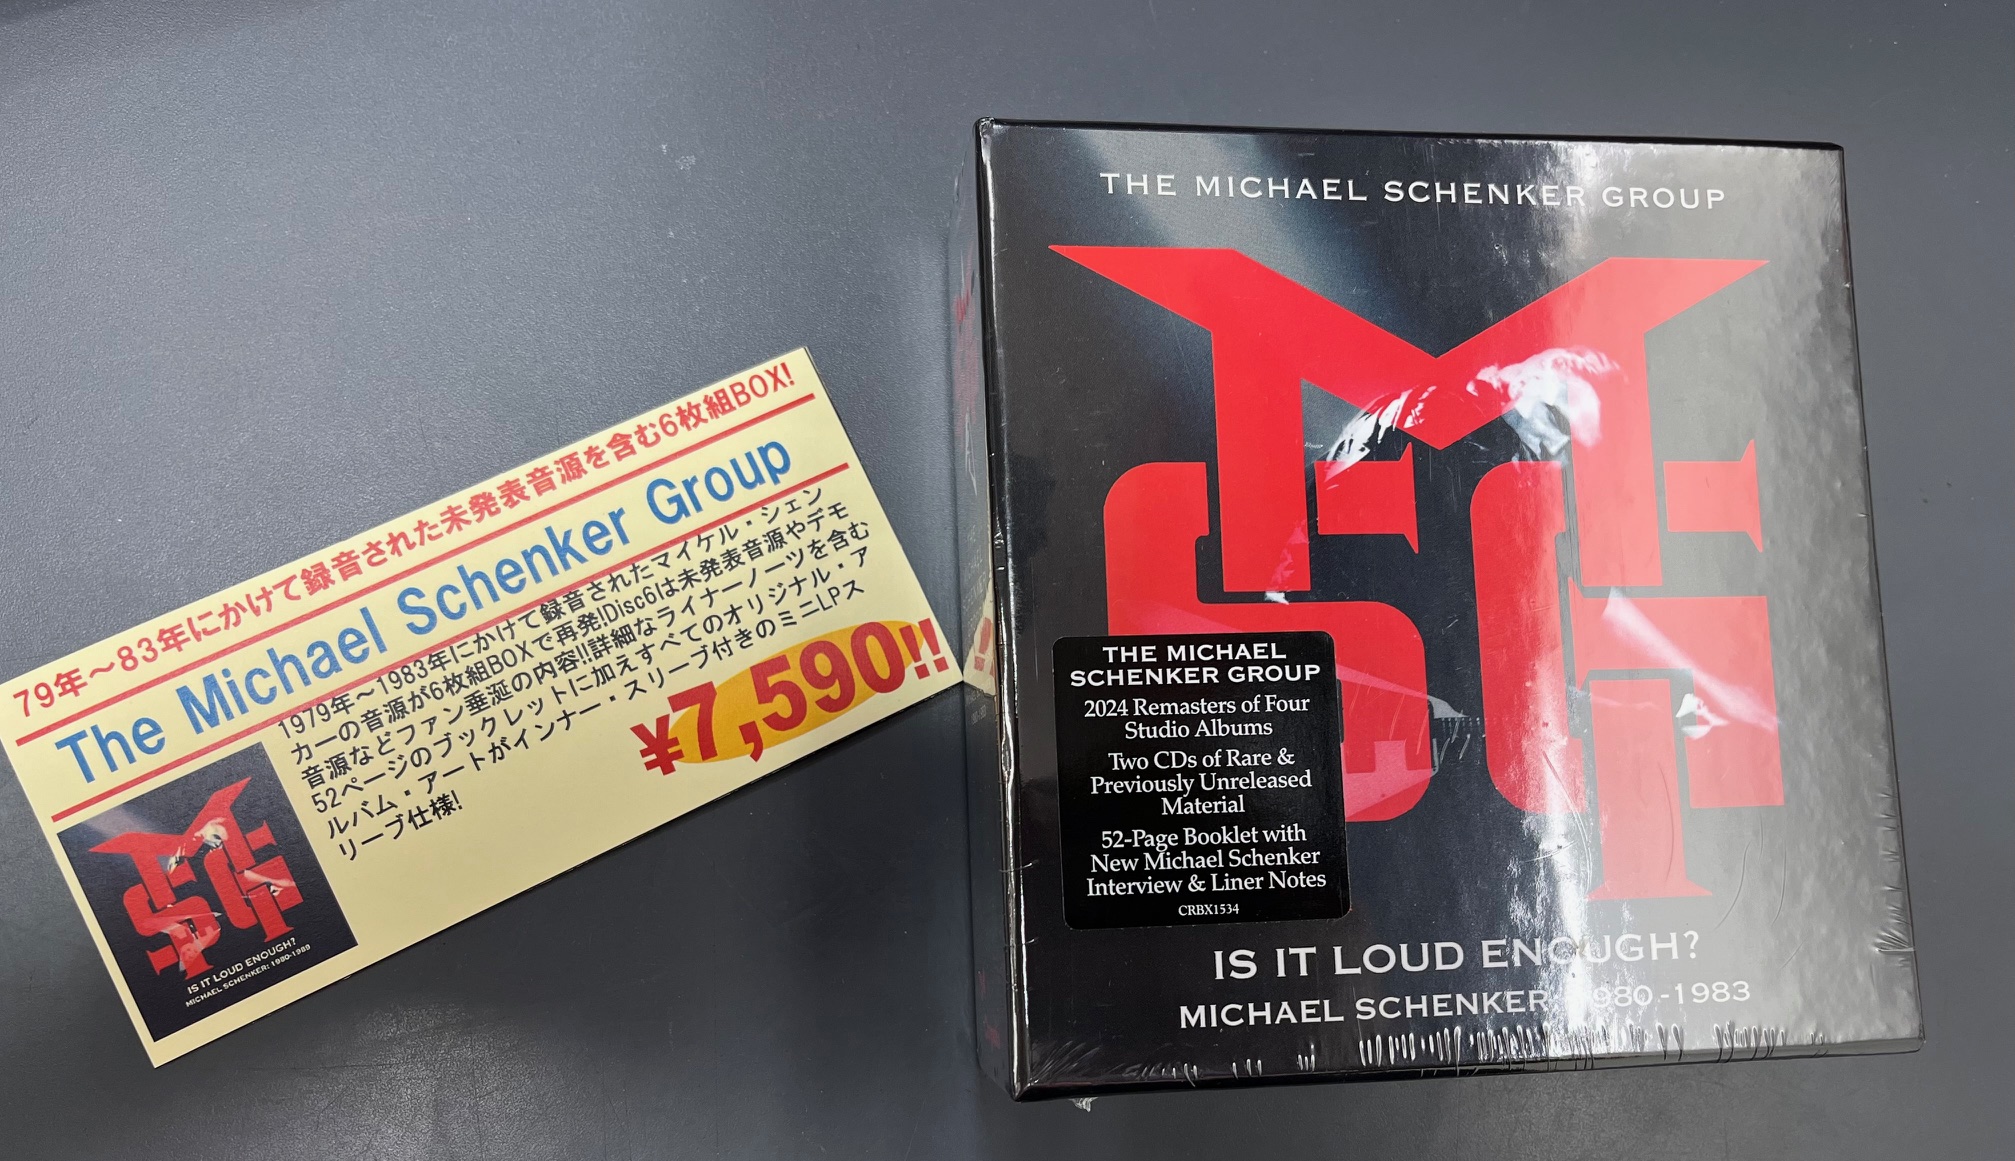 79年～83年にかけて録音された未発表音源を含む6枚組BOX!
The Michael Schenker Group
1979年～1983年にかけて録音されたマイケル・シェン
カーの音源が6枚組BOXで再発!Disc6は未発表音源やデモ
音源などファン垂涎の内容!!詳細なライナーノーツを含む
52ページのブックレットに加えすべてのオリジナル・ア
ルバム・アートがインナー・スリーブ付きのミニLPス
リーブ仕様!
¥7,590!!
IS IT LOUD ENOUGH?
MICHAEL SCHENKER: 1980-1983
THE MICHAEL SCHENKER GROUP
MSG
THE MICHAEL
SCHENKER GROUP
2024 Remasters of Four
Studio Albums
Two CDs of Rare &
Previously Unreleased
Material
52-Page Booklet with
New Michael Schenker
Interview & Liner Notes
CRBX1534
IS IT LOUD ENOUGH?
MICHAEL SCHENKER: 1980-1983